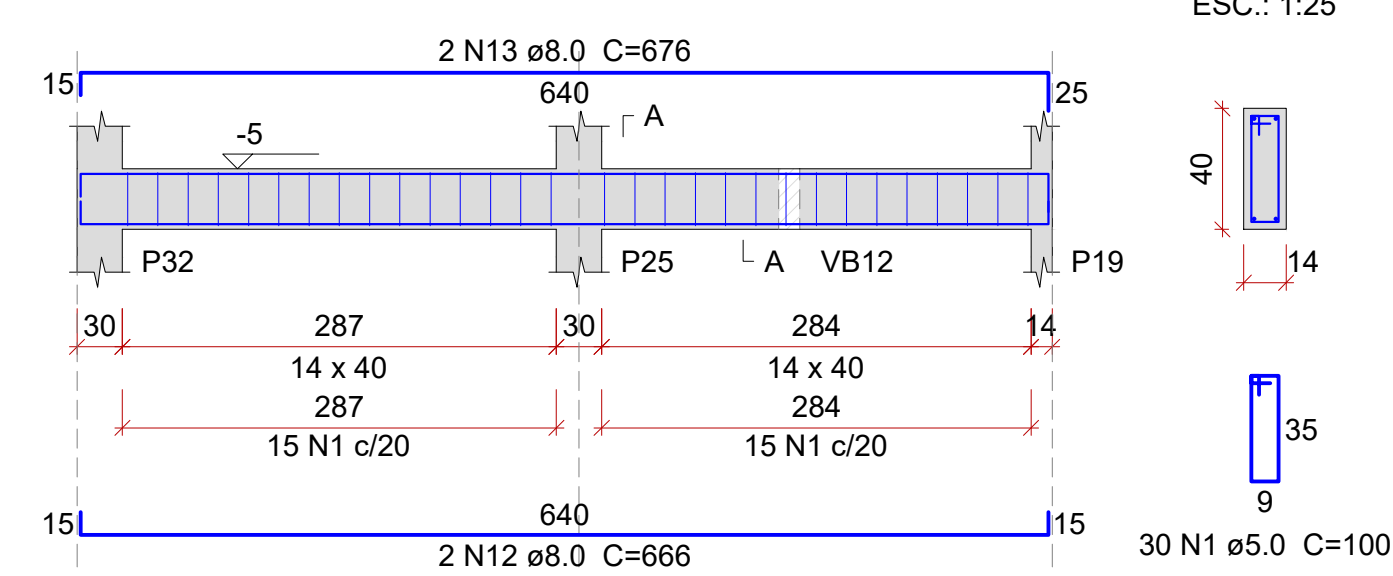 ESC.: 1:25
2 N13 ø8.0 C=676
15
640
25
A
-5
40
P32
P25
A
VB12
P19
14
30
287
30
284
14
14 x 40
14 x 40
287
284
15 N1 c/20
15 N1 c/20
35
9
15
640
15
2 N12 ø8.0 C=666
30 N1 ø5.0 C=100